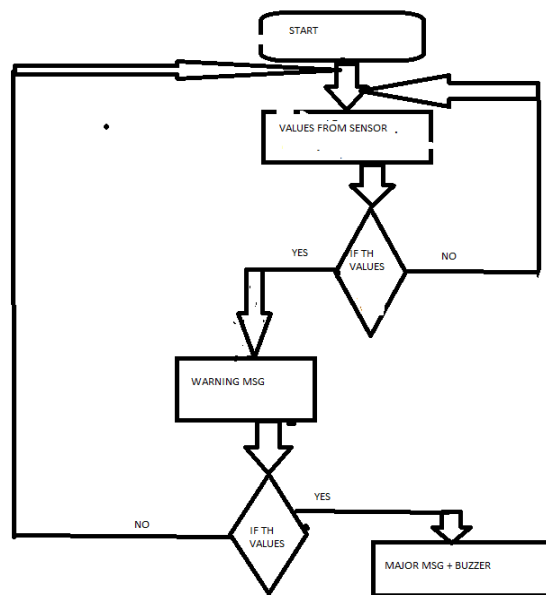 START
VALUES FROM SENSOR
IF TH
VALUES
YES
NO
WARNING MSG
YES
NO
IF TH
VALUES
MAJOR MSG + BUZZER